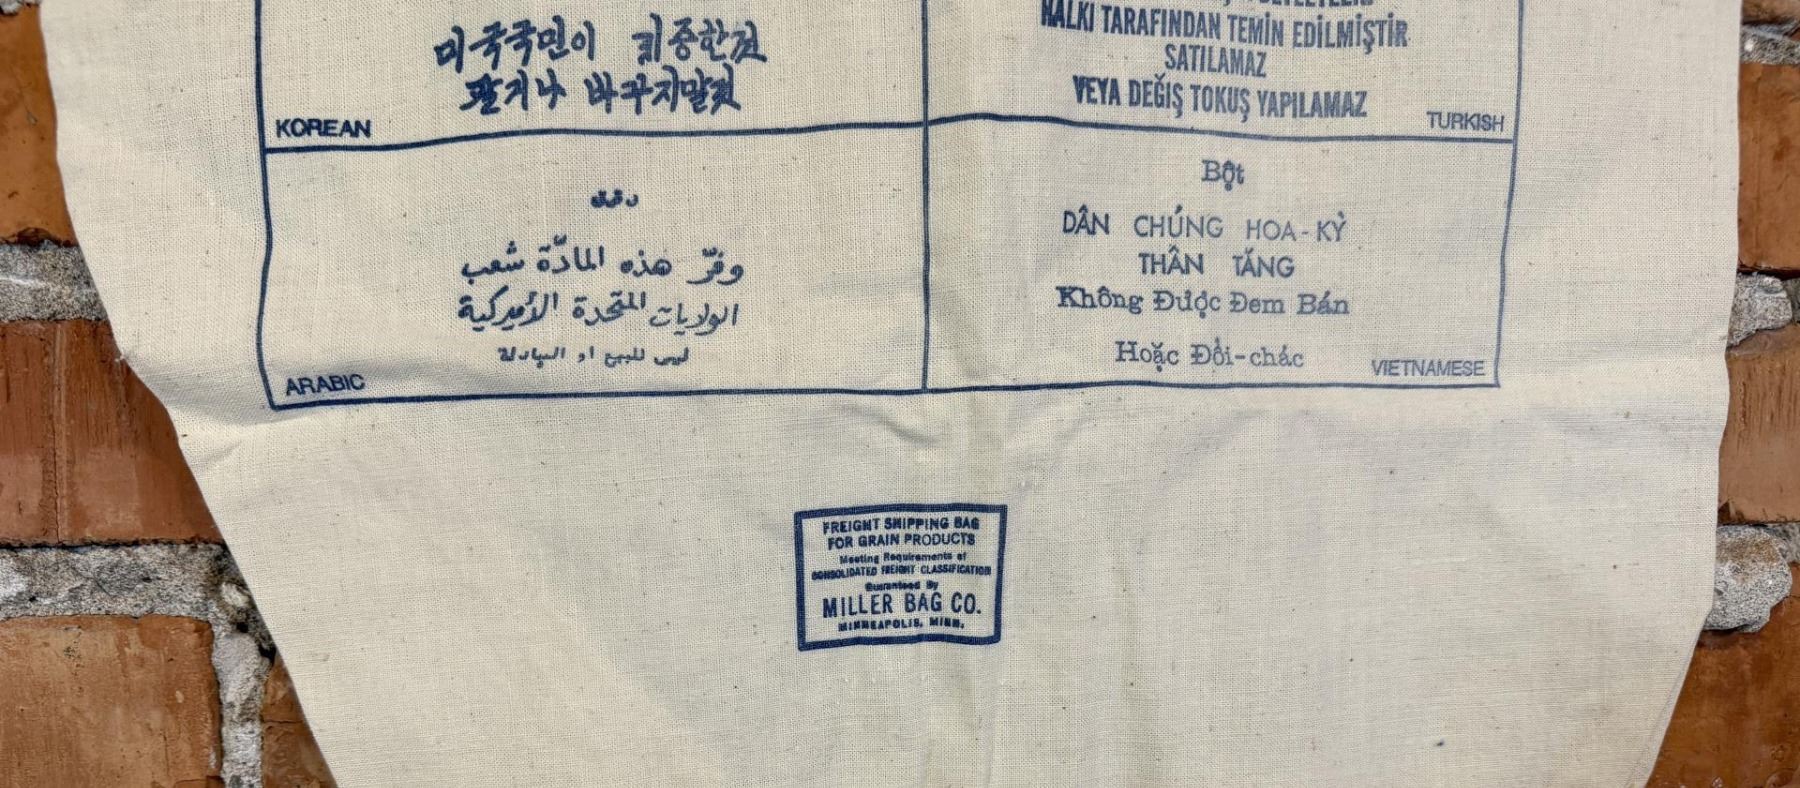 미국국민이 기증한것
팔거나 바꾸지말것
KOREAN
HALKI TARAFINDAN TEMİN EDİLMİŞTİR
SATILAMAZ
VEYA DEĞİŞ TOKUŞ YAPILAMAZ
TURKISH
دقيق
وفّر هذه المادّة شعب
الولايات المتحدة الأميركية
ليس للبيع او المبادلة
ARABIC
Bột
DÂN CHÚNG HOA-KỲ
THÂN TĂNG
Không Được Đem Bán
Hoặc Đổi-chác
VIETNAMESE
FREIGHT SHIPPING BAG
FOR GRAIN PRODUCTS
Meeting Requirements of
CONSOLIDATED FREIGHT CLASSIFICATION
Guaranteed By
MILLER BAG CO.
MINNEAPOLIS, MINN.